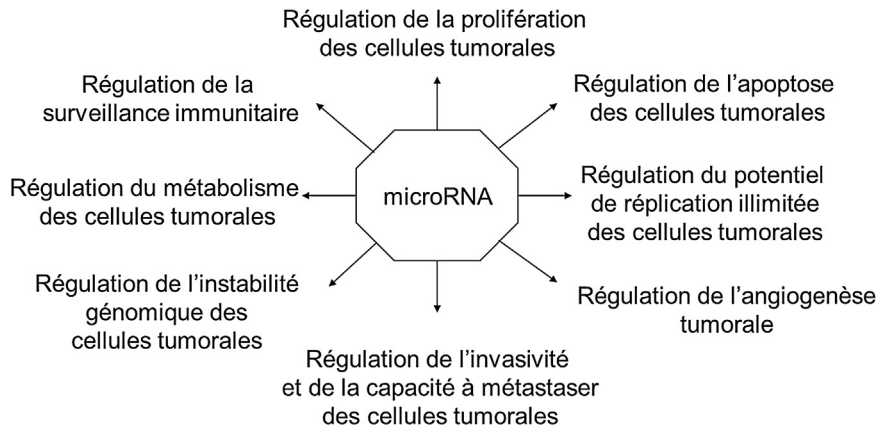 Régulation de la prolifération
des cellules tumorales
Régulation de la
surveillance immunitaire
Régulation de l’apoptose
des cellules tumorales
Régulation du métabolisme
des cellules tumorales
microRNA
Régulation du potentiel
de réplication illimitée
des cellules tumorales
Régulation de l’instabilité
génomique des
cellules tumorales
Régulation de l’angiogenèse
tumorale
Régulation de l’invasivité
et de la capacité à métastaser
des cellules tumorales